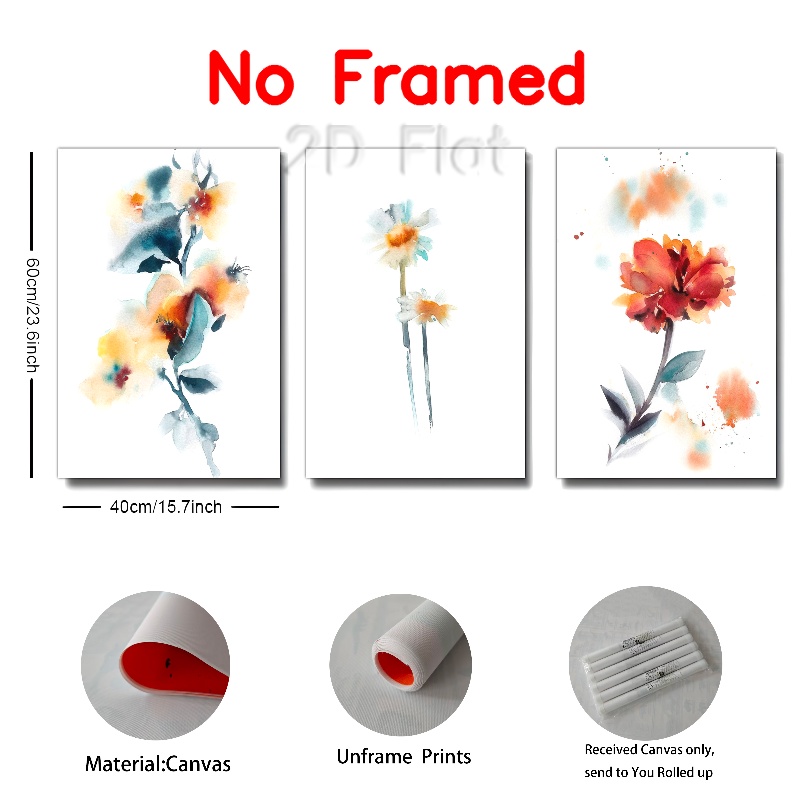 No Framed
2D Flat
60cm/23.6inch
40cm/15.7inch
Material:Canvas
Unframe Prints
Received Canvas only,
send to You Rolled up